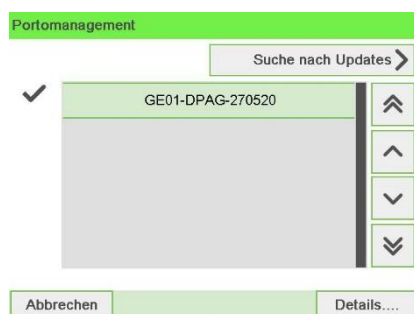 Portomanagement
Suche nach Updates
GE01-DPAG-270520
Abbrechen
Details....